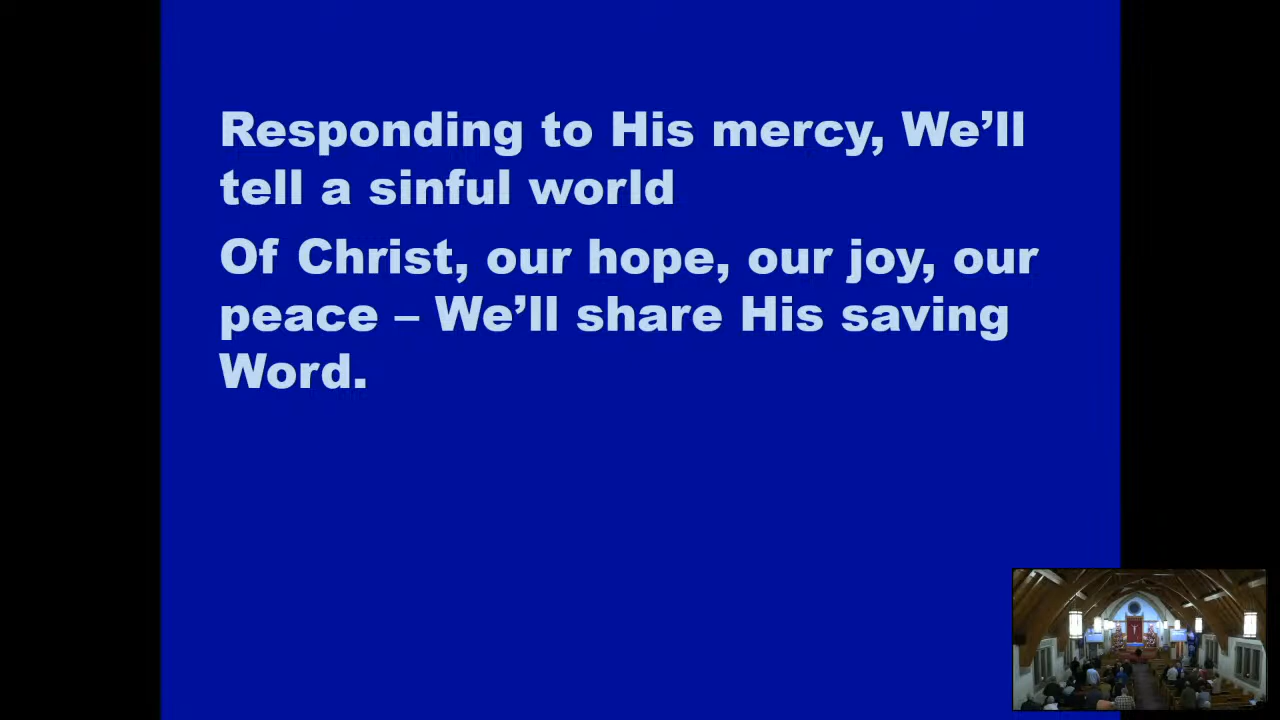 Responding to His mercy, We’ll
tell a sinful world
Of Christ, our hope, our joy, our
peace – We’ll share His saving
Word.